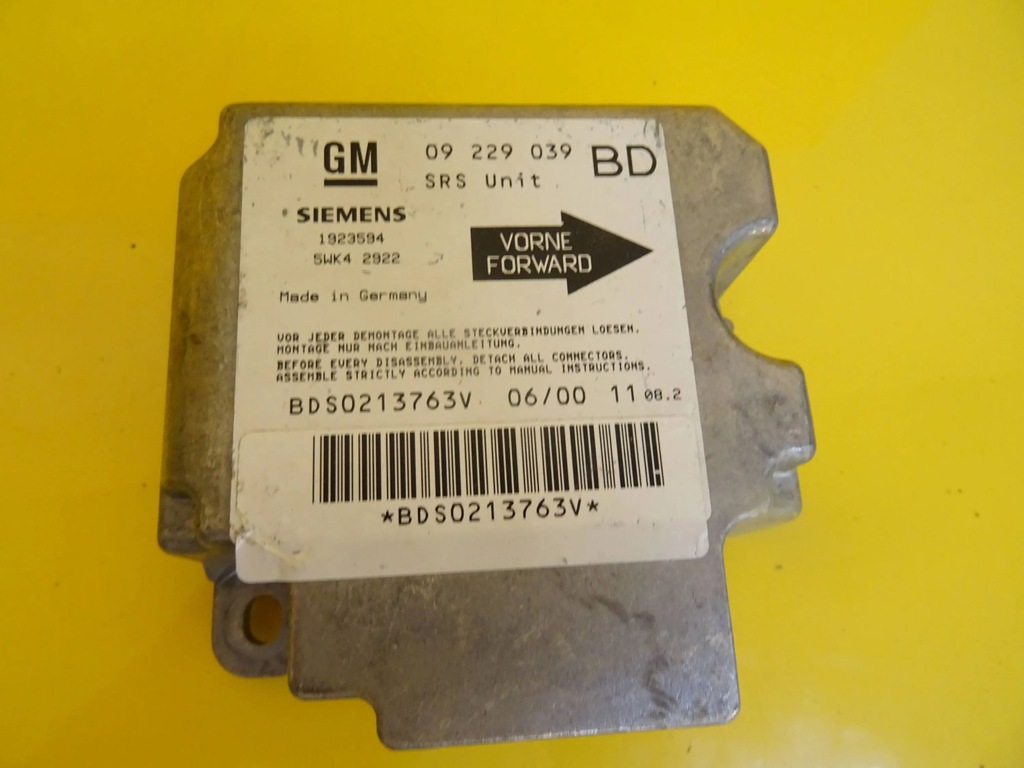 GM 09 229 039 BD
SRS Unit
SIEMENS
1923594
5WK4 2922
VORNE
FORWARD
Made in Germany
VOR JEDER DEMONTAGE ALLE STECKVERBINDUNGEN LOESEN.
MONTAGE NUR NACH EINBAUANLEITUNG.
BEFORE EVERY DISASSEMBLY, DETACH ALL CONNECTORS.
ASSEMBLE STRICTLY ACCORDING TO MANUAL INSTRUCTIONS.
BDS0213763V 06/00 11 08.2
*BDS0213763V*